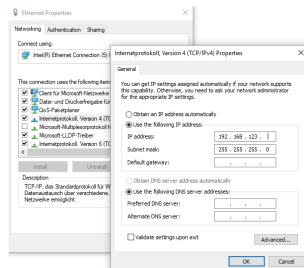 Ethernet Properties
Networking Authentication Sharing
Connect using:
Intel(R) Ethernet Connection (5) I
This connection uses the following item
Client für Microsoft-Netzwerke
Datei- und Druckerfreigabe für
QoS-Paketplaner
Internetprotokoll, Version 4 (TC
Microsoft-Multiplexorprotokoll f
Microsoft-LLDP-Treiber
Internetprotokoll, Version 6 (TC
Install... Uninstall
Description
TCP/IP, das Standardprotokoll für W
Datenaustausch über verschiedene,
Netzwerke ermöglicht.
Internetprotokoll, Version 4 (TCP/IPv4) Properties
General
You can get IP settings assigned automatically if your network supports
this capability. Otherwise, you need to ask your network administrator
for the appropriate IP settings.
Obtain an IP address automatically
Use the following IP address:
IP address: 192 . 168 . 123 .
Subnet mask: 255 . 255 . 255 . 0
Default gateway: . . .
Obtain DNS server address automatically
Use the following DNS server addresses:
Preferred DNS server: . . .
Alternate DNS server: . . .
Validate settings upon exit
Advanced...
OK Cancel